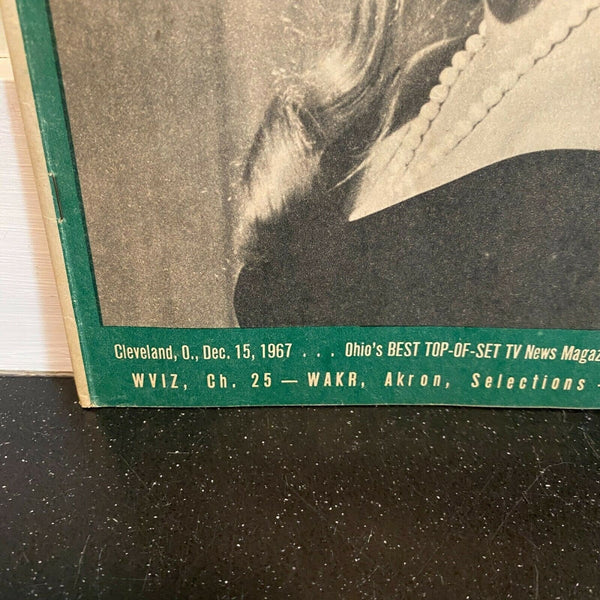 Cleveland, O., Dec. 15, 1967 . . . Ohio's BEST TOP-OF-SET TV News Magaz
WVIZ, Ch. 25 — WAKR, Akron, Selections -